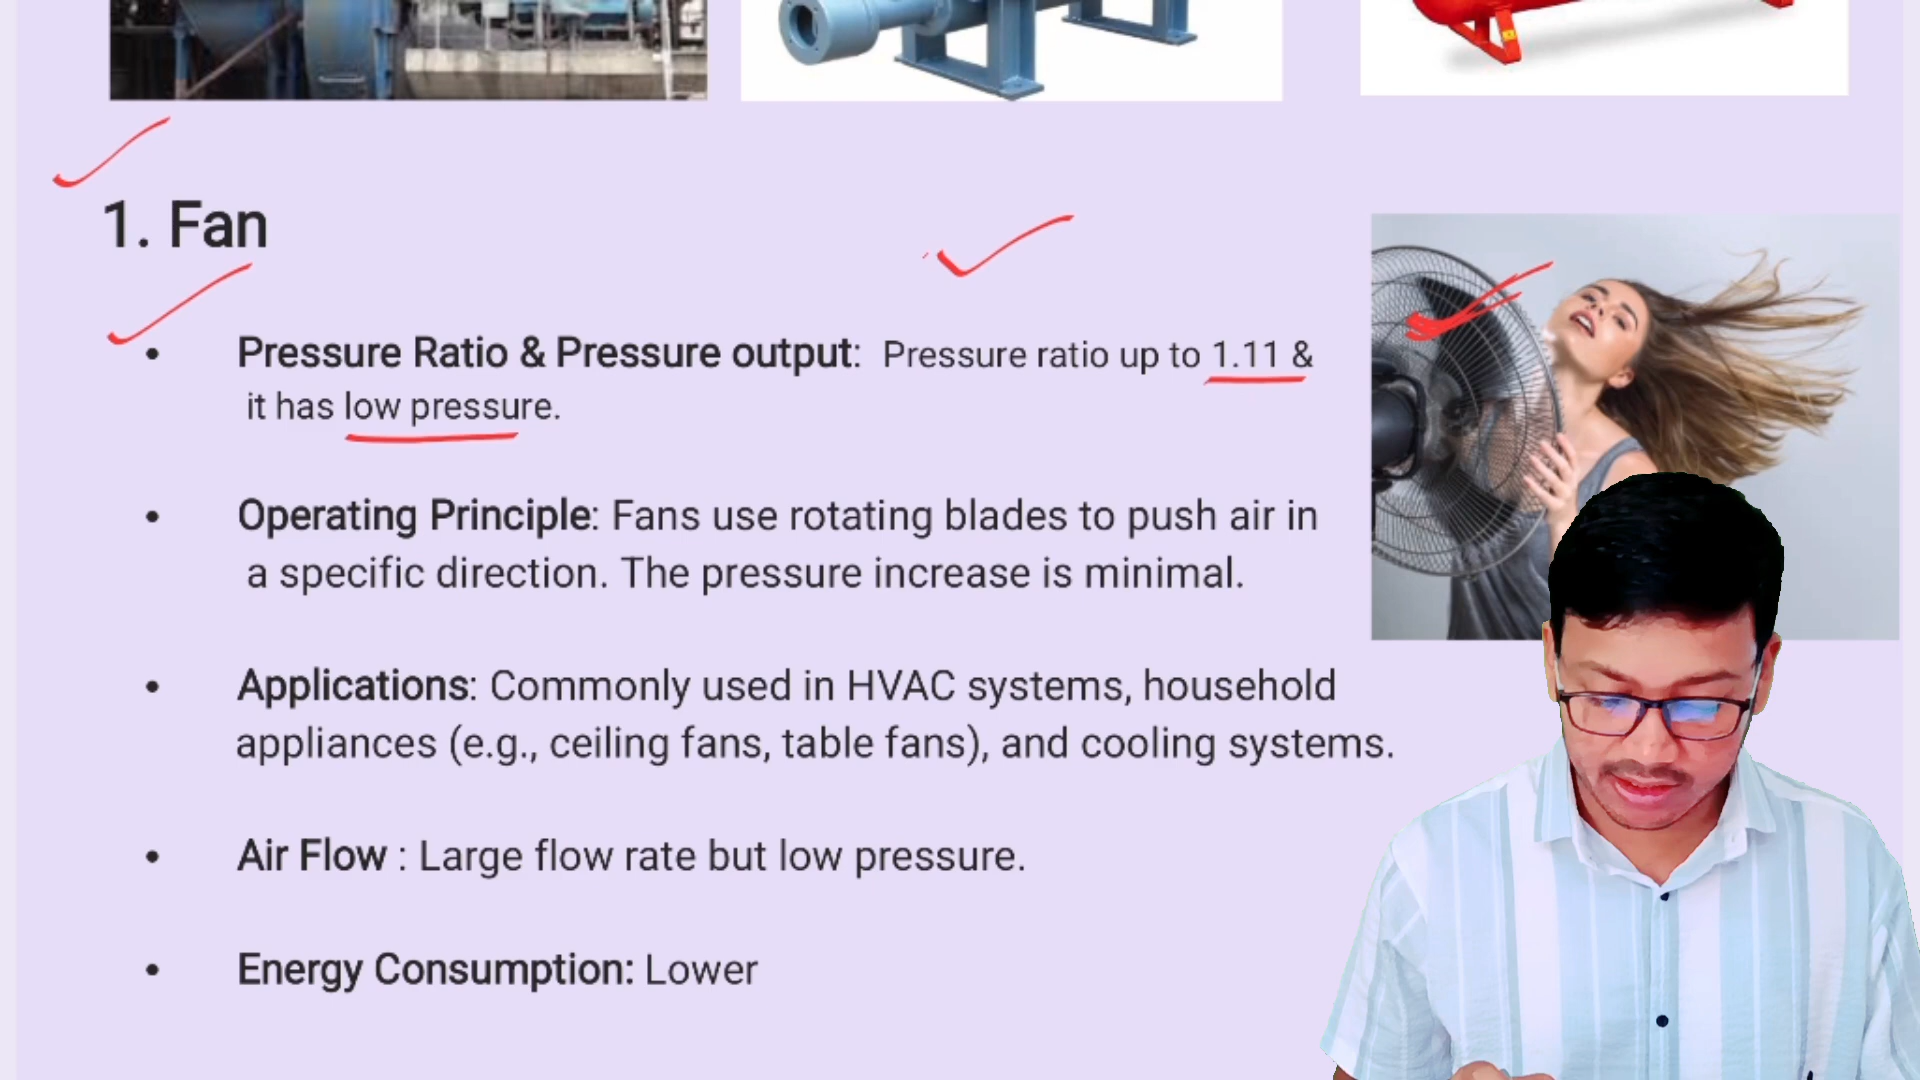 1. Fan
• Pressure Ratio & Pressure output: Pressure ratio up to 1.11 &
it has low pressure.
• Operating Principle: Fans use rotating blades to push air in
a specific direction. The pressure increase is minimal.
• Applications: Commonly used in HVAC systems, household
appliances (e.g., ceiling fans, table fans), and cooling systems.
• Air Flow : Large flow rate but low pressure.
• Energy Consumption: Lower